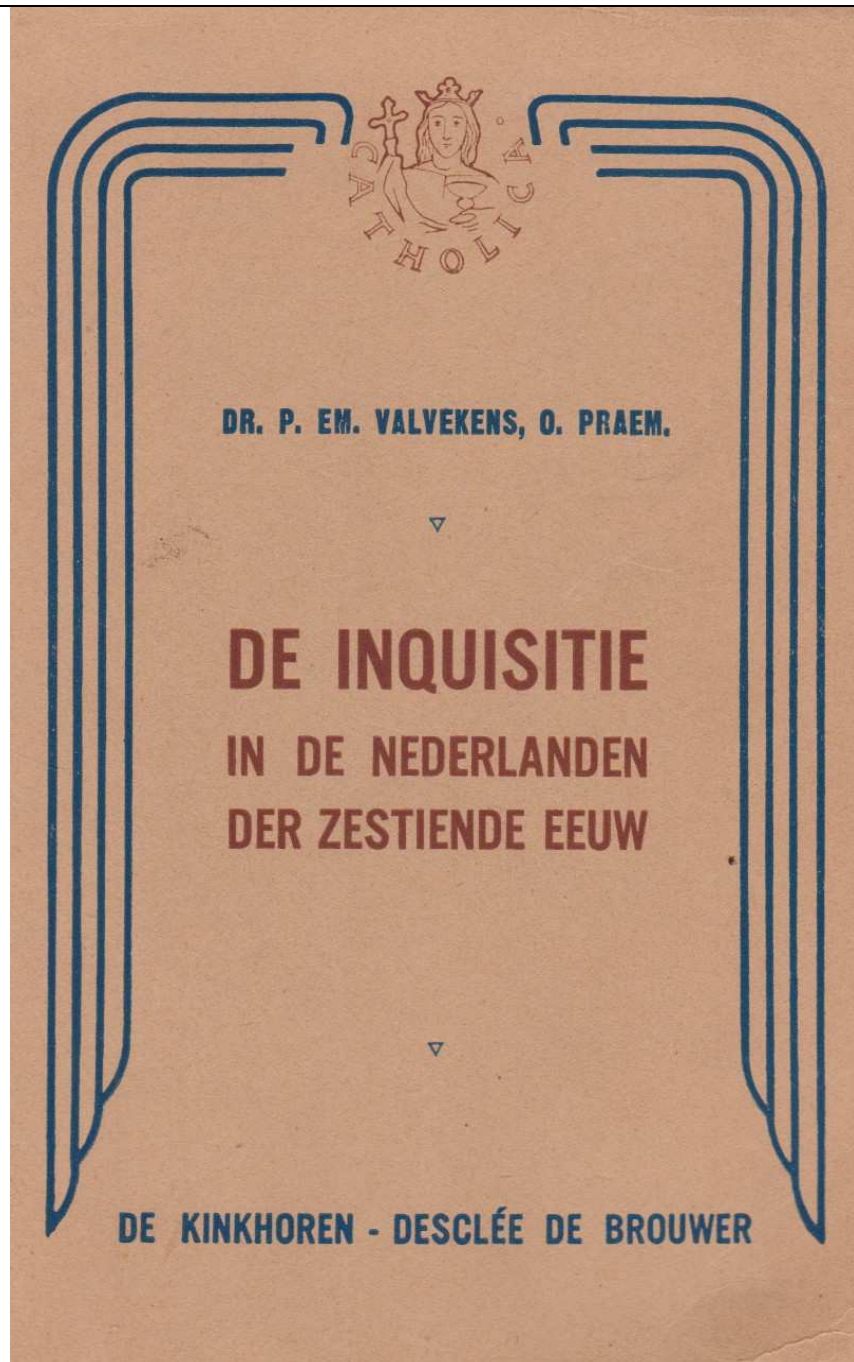 CATHOLICA
DR. P. EM. VALVEKENS, O. PRAEM.
DE INQUISITIE
IN DE NEDERLANDEN
DER ZESTIENDE EEUW
DE KINKHOREN - DESCLÉE DE BROUWER